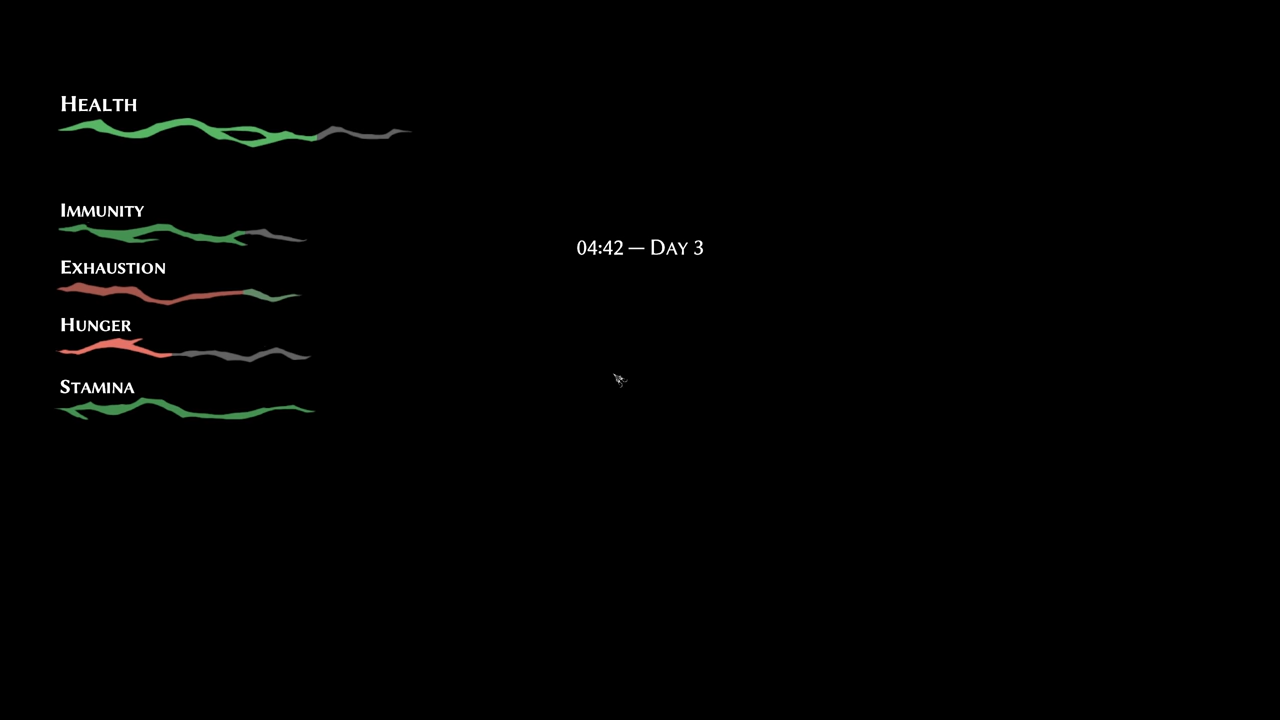 Health
Immunity
Exhaustion
Hunger
Stamina
04:42 — Day 3